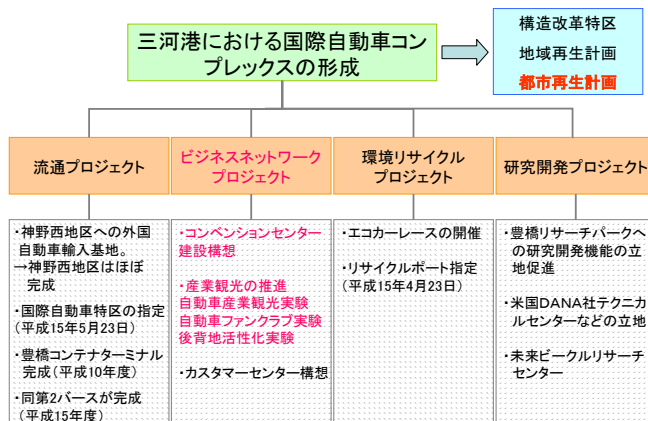 三河港における国際自動車コン
プレックスの形成
構造改革特区
地域再生計画
都市再生計画
流通プロジェクト
ビジネスネットワーク
プロジェクト
環境リサイクル
プロジェクト
研究開発プロジェクト
・神野西地区への外国
自動車輸入基地。
→神野西地区はほぼ
完成
・国際自動車特区の指定
(平成15年5月23日)
・豊橋コンテナターミナル
完成(平成10年度)
・同第2バースが完成
(平成15年度)
・コンベンションセンター
建設構想
・産業観光の推進
自動車産業観光実験
自動車ファンクラブ実験
後背地活性化実験
・カスタマーセンター構想
・エコカーレースの開催
・リサイクルポート指定
(平成15年4月23日)
・豊橋リサーチパークへ
の研究開発機能の立
地促進
・米国DANA社テクニカ
ルセンターなどの立地
・未来ビークルリサーチ
センター